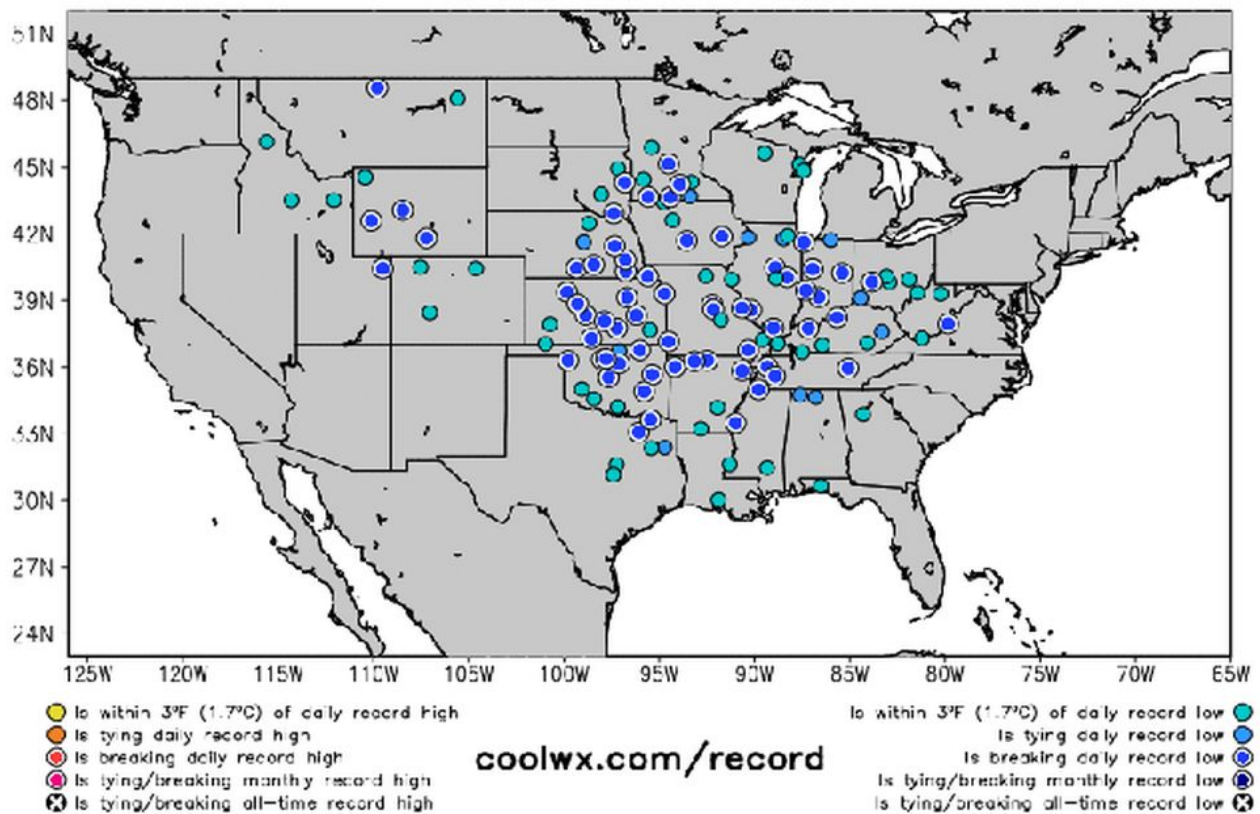 51N
48N
45N
42N
39N
36N
33N
30N
27N
24N
125W 120W 115W 110W 105W 100W 95W 90W 85W 80W 75W 70W 65W
Is within 3°F (1.7°C) of daily record high
Is tying daily record high
Is breaking daily record high
Is tying/breaking monthly record high
Is tying/breaking all-time record high
coolwx.com/record
Is within 3°F (1.7°C) of daily record low
Is tying daily record low
Is breaking daily record low
Is tying/breaking monthly record low
Is tying/breaking all-time record low